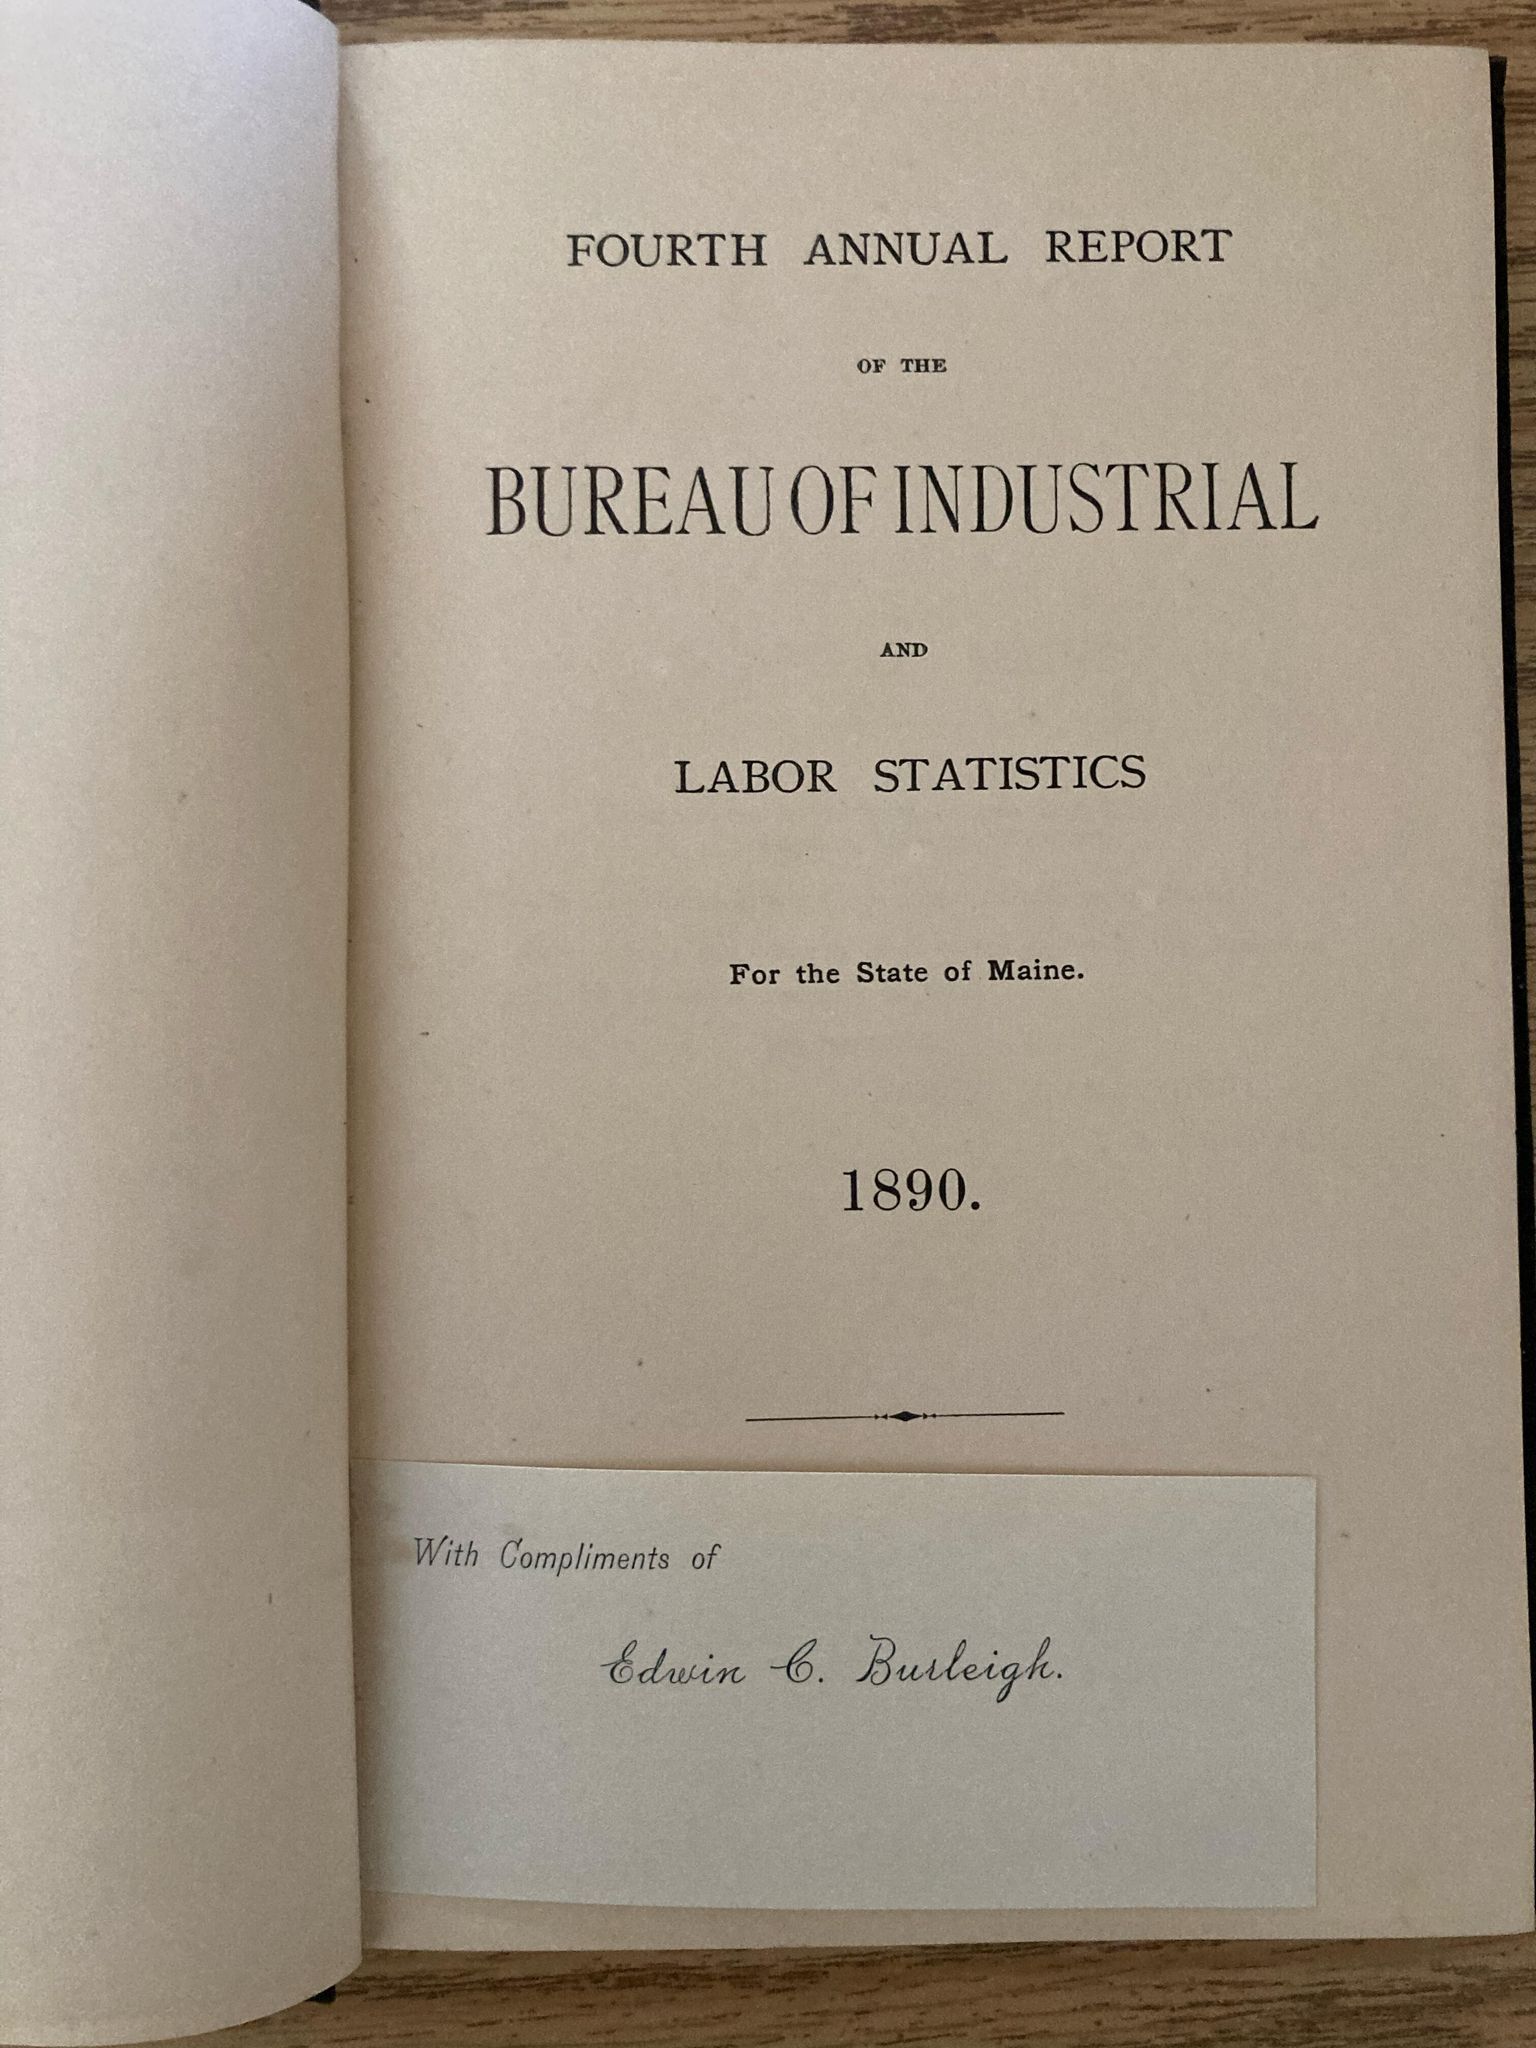 FOURTH ANNUAL REPORT
OF THE
BUREAU OF INDUSTRIAL
AND
LABOR STATISTICS
For the State of Maine.
1890.
With Compliments of
Edwin C. Burleigh.